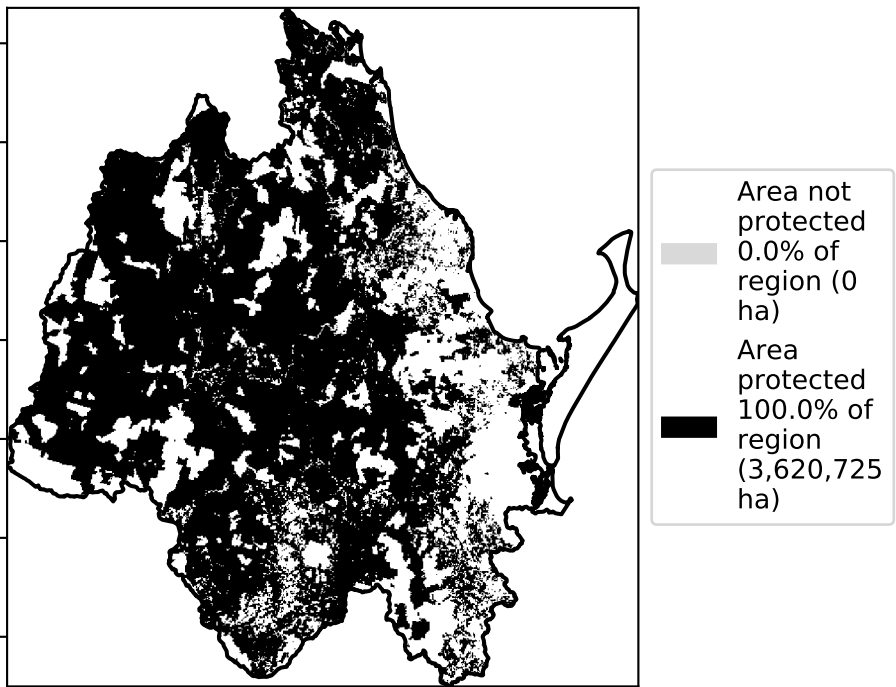 Area not
protected
0.0% of
region (0
ha)
Area
protected
100.0% of
region
(3,620,725
ha)